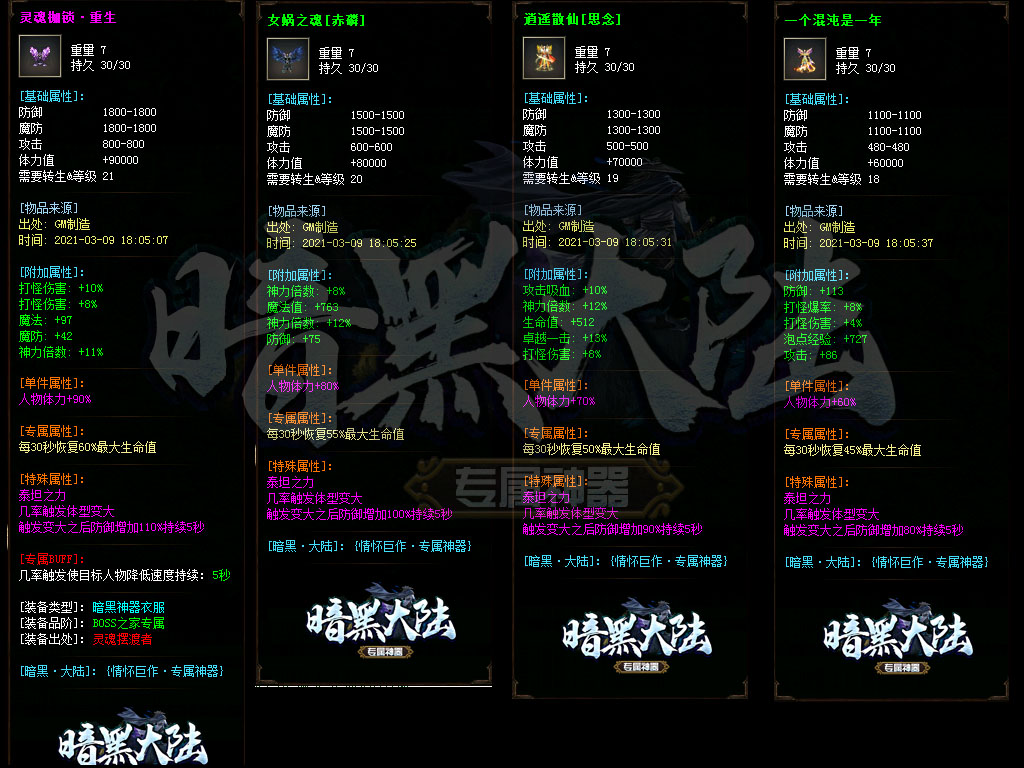 灵魂枷锁·重生
重量 7
持久 30/30
[基础属性]:
防御 1800-1800
魔防 1800-1800
攻击 800-800
体力值 +90000
需要转生&等级 21
[物品来源]
出处: GM制造
时间: 2021-03-09 18:05:07
[附加属性]:
打怪伤害: +10%
打怪伤害: +8%
魔法: +97
魔防: +42
神力倍数: +11%
[单件属性]:
人物体力+90%
[专属属性]:
每30秒恢复60%最大生命值
[特殊属性]:
泰坦之力
几率触发体型变大
触发变大之后防御增加110%持续5秒
[专属BUFF]:
几率触发使目标人物降低速度持续: 5秒
[装备类型]: 暗黑神器衣服
[装备品阶]: BOSS之家专属
[装备出处]: 灵魂摆渡者
[暗黑·大陆]: {情怀巨作·专属神器}
暗黑大陆
女娲之魂[赤磷]
重量 7
持久 30/30
[基础属性]:
防御 1500-1500
魔防 1500-1500
攻击 600-600
体力值 +80000
需要转生&等级 20
[物品来源]
出处: GM制造
时间: 2021-03-09 18:05:25
[附加属性]:
神力倍数: +8%
魔法值: +763
神力倍数: +12%
防御: +75
[单件属性]:
人物体力+80%
[专属属性]:
每30秒恢复55%最大生命值
[特殊属性]:
泰坦之力
几率触发体型变大
触发变大之后防御增加100%持续5秒
[暗黑·大陆]: {情怀巨作·专属神器}
暗黑大陆
专属神器
逍遥散仙[思念]
重量 7
持久 30/30
[基础属性]:
防御 1300-1300
魔防 1300-1300
攻击 500-500
体力值 +70000
需要转生&等级 19
[物品来源]
出处: GM制造
时间: 2021-03-09 18:05:31
[附加属性]:
攻击吸血: +10%
神力倍数: +12%
生命值: +512
卓越一击: +13%
打怪伤害: +6%
[单件属性]:
人物体力+70%
[专属属性]:
每30秒恢复50%最大生命值
[特殊属性]:
泰坦之力
几率触发体型变大
触发变大之后防御增加90%持续5秒
[暗黑·大陆]: {情怀巨作·专属神器}
暗黑大陆
专属神器
一个混沌是一年
重量 7
持久 30/30
[基础属性]:
防御 1100-1100
魔防 1100-1100
攻击 480-480
体力值 +60000
需要转生&等级 18
[物品来源]
出处: GM制造
时间: 2021-03-09 18:05:37
[附加属性]:
防御: +113
打怪爆率: +8%
打怪伤害: +4%
泡点经验: +727
攻击: +86
[单件属性]:
人物体力+60%
[专属属性]:
每30秒恢复45%最大生命值
[特殊属性]:
泰坦之力
几率触发体型变大
触发变大之后防御增加80%持续5秒
[暗黑·大陆]: {情怀巨作·专属神器}
暗黑大陆
专属神器
暗黑大陆
专属神器